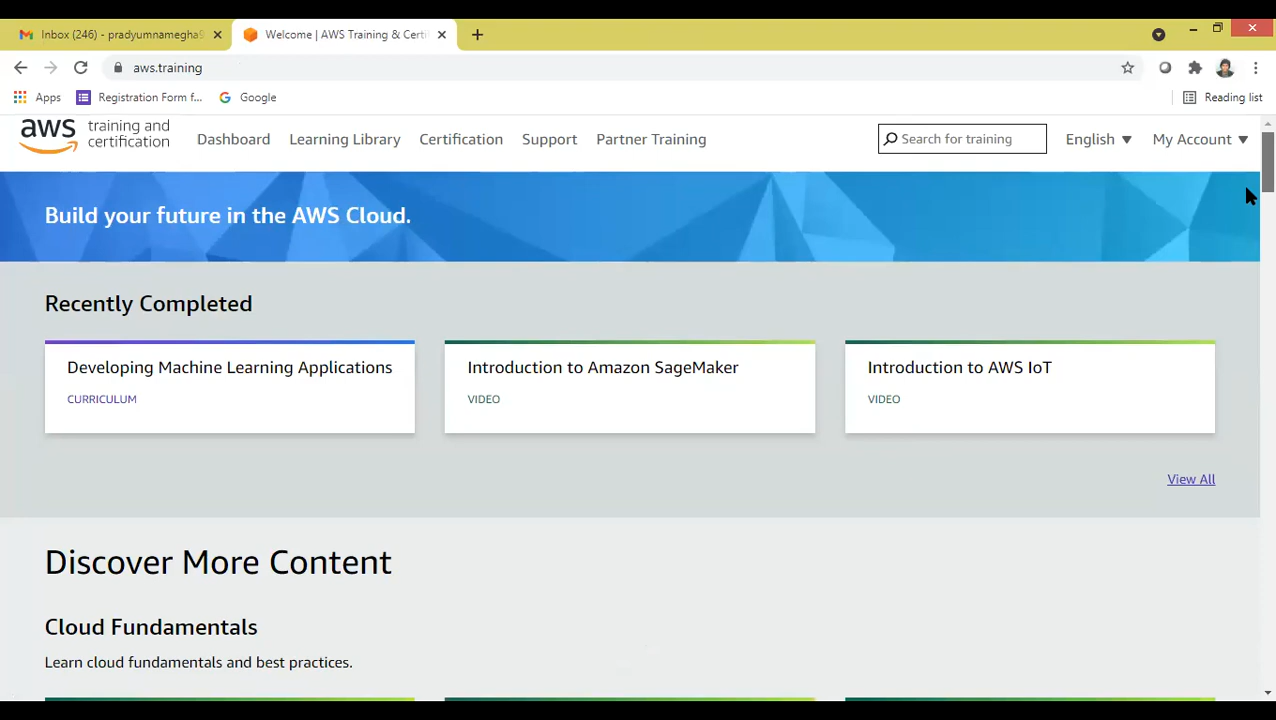 Inbox (246) - pradyumnamegha
Welcome | AWS Training & Certi
aws.training
Apps
Registration Form f...
Google
Reading list
aws training and certification
Dashboard
Learning Library
Certification
Support
Partner Training
Search for training
English
My Account
Build your future in the AWS Cloud.
Recently Completed
Developing Machine Learning Applications
CURRICULUM
Introduction to Amazon SageMaker
VIDEO
Introduction to AWS IoT
VIDEO
View All
Discover More Content
Cloud Fundamentals
Learn cloud fundamentals and best practices.